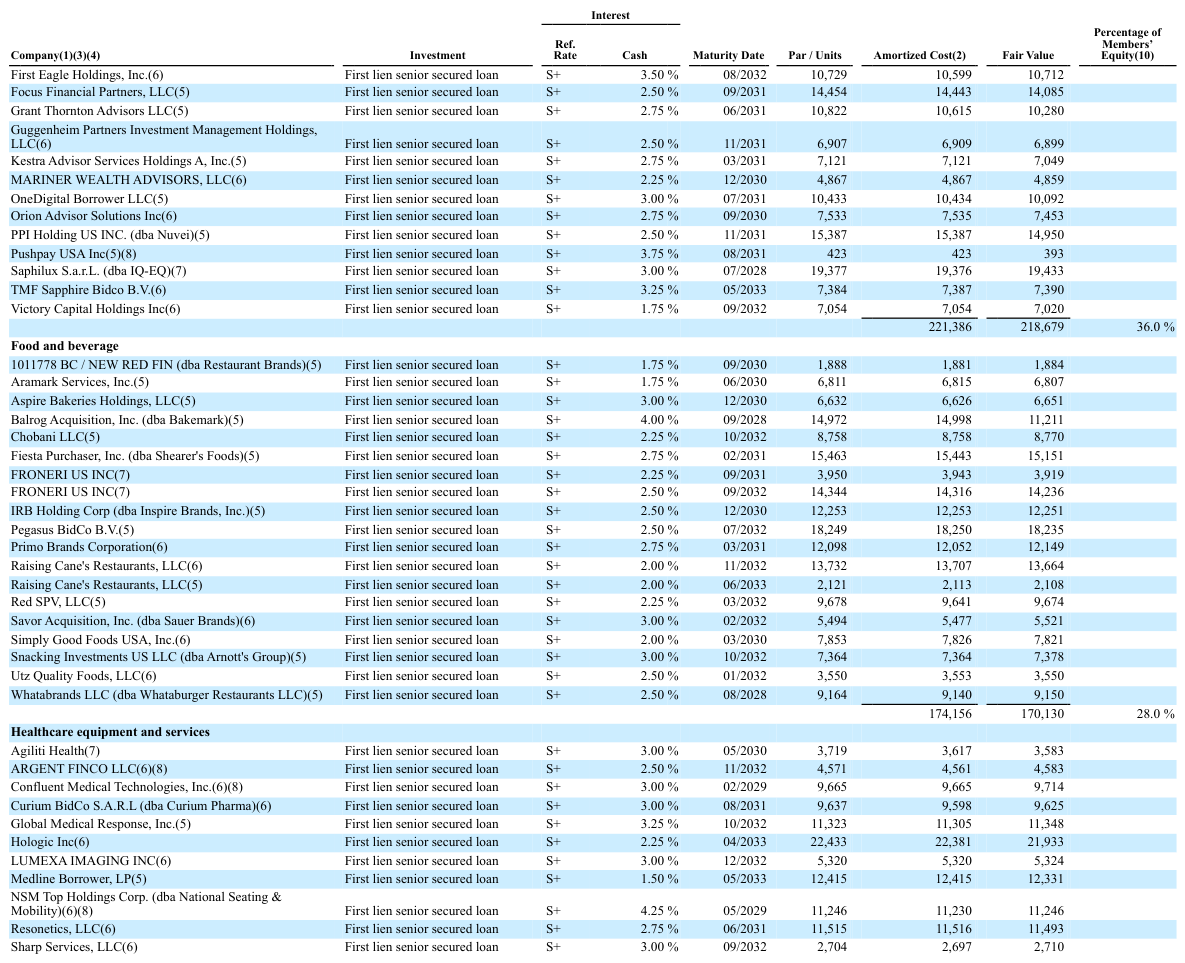 Interest
Company(1)(3)(4) Investment Ref. Rate Cash Maturity Date Par / Units Amortized Cost(2) Fair Value Percentage of Members' Equity(10)
First Eagle Holdings, Inc.(6) First lien senior secured loan S+ 3.50 % 08/2032 10,729 10,599 10,712
Focus Financial Partners, LLC(5) First lien senior secured loan S+ 2.50 % 09/2031 14,454 14,443 14,085
Grant Thornton Advisors LLC(5) First lien senior secured loan S+ 2.75 % 06/2031 10,822 10,615 10,280
Guggenheim Partners Investment Management Holdings,
LLC(6) First lien senior secured loan S+ 2.50 % 11/2031 6,907 6,909 6,899
Kestra Advisor Services Holdings A, Inc.(5) First lien senior secured loan S+ 2.75 % 03/2031 7,121 7,121 7,049
MARINER WEALTH ADVISORS, LLC(6) First lien senior secured loan S+ 2.25 % 12/2030 4,867 4,867 4,859
OneDigital Borrower LLC(5) First lien senior secured loan S+ 3.00 % 07/2031 10,433 10,434 10,092
Orion Advisor Solutions Inc(6) First lien senior secured loan S+ 2.75 % 09/2030 7,533 7,535 7,453
PPI Holding US INC. (dba Nuvei)(5) First lien senior secured loan S+ 2.50 % 11/2031 15,387 15,387 14,950
Pushpay USA Inc(5)(8) First lien senior secured loan S+ 3.75 % 08/2031 423 423 393
Saphilux S.a.r.L. (dba IQ-EQ)(7) First lien senior secured loan S+ 3.00 % 07/2028 19,377 19,376 19,433
TMF Sapphire Bidco B.V.(6) First lien senior secured loan S+ 3.25 % 05/2033 7,384 7,387 7,390
Victory Capital Holdings Inc(6) First lien senior secured loan S+ 1.75 % 09/2032 7,054 7,054 7,020
221,386 218,679 36.0 %
Food and beverage
1011778 BC / NEW RED FIN (dba Restaurant Brands)(5) First lien senior secured loan S+ 1.75 % 09/2030 1,888 1,881 1,884
Aramark Services, Inc.(5) First lien senior secured loan S+ 1.75 % 06/2030 6,811 6,815 6,807
Aspire Bakeries Holdings, LLC(5) First lien senior secured loan S+ 3.00 % 12/2030 6,632 6,626 6,651
Balrog Acquisition, Inc. (dba Bakemark)(5) First lien senior secured loan S+ 4.00 % 09/2028 14,972 14,998 11,211
Chobani LLC(5) First lien senior secured loan S+ 2.25 % 10/2032 8,758 8,758 8,770
Fiesta Purchaser, Inc. (dba Shearer's Foods)(5) First lien senior secured loan S+ 2.75 % 02/2031 15,463 15,443 15,151
FRONERI US INC(7) First lien senior secured loan S+ 2.25 % 09/2031 3,950 3,943 3,919
FRONERI US INC(7) First lien senior secured loan S+ 2.50 % 09/2032 14,344 14,316 14,236
IRB Holding Corp (dba Inspire Brands, Inc.)(5) First lien senior secured loan S+ 2.50 % 12/2030 12,253 12,253 12,251
Pegasus BidCo B.V.(5) First lien senior secured loan S+ 2.50 % 07/2032 18,249 18,250 18,235
Primo Brands Corporation(6) First lien senior secured loan S+ 2.75 % 03/2031 12,098 12,052 12,149
Raising Cane's Restaurants, LLC(6) First lien senior secured loan S+ 2.00 % 11/2032 13,732 13,707 13,664
Raising Cane's Restaurants, LLC(5) First lien senior secured loan S+ 2.00 % 06/2033 2,121 2,113 2,108
Red SPV, LLC(5) First lien senior secured loan S+ 2.25 % 03/2032 9,678 9,641 9,674
Savor Acquisition, Inc. (dba Sauer Brands)(6) First lien senior secured loan S+ 3.00 % 02/2032 5,494 5,477 5,521
Simply Good Foods USA, Inc.(6) First lien senior secured loan S+ 2.00 % 03/2030 7,853 7,826 7,821
Snacking Investments US LLC (dba Arnott's Group)(5) First lien senior secured loan S+ 3.00 % 10/2032 7,364 7,364 7,378
Utz Quality Foods, LLC(6) First lien senior secured loan S+ 2.50 % 01/2032 3,550 3,553 3,550
Whatabrands LLC (dba Whataburger Restaurants LLC)(5) First lien senior secured loan S+ 2.50 % 08/2028 9,164 9,140 9,150
174,156 170,130 28.0 %
Healthcare equipment and services
Agiliti Health(7) First lien senior secured loan S+ 3.00 % 05/2030 3,719 3,617 3,583
ARGENT FINCO LLC(6)(8) First lien senior secured loan S+ 2.50 % 11/2032 4,571 4,561 4,583
Confluent Medical Technologies, Inc.(6)(8) First lien senior secured loan S+ 3.00 % 02/2029 9,665 9,665 9,714
Curium BidCo S.A.R.L (dba Curium Pharma)(6) First lien senior secured loan S+ 3.00 % 08/2031 9,637 9,598 9,625
Global Medical Response, Inc.(5) First lien senior secured loan S+ 3.25 % 10/2032 11,323 11,305 11,348
Hologic Inc(6) First lien senior secured loan S+ 2.25 % 04/2033 22,433 22,381 21,933
LUMEXA IMAGING INC(6) First lien senior secured loan S+ 3.00 % 12/2032 5,320 5,320 5,324
Medline Borrower, LP(5) First lien senior secured loan S+ 1.50 % 05/2033 12,415 12,415 12,331
NSM Top Holdings Corp. (dba National Seating &
Mobility)(6)(8) First lien senior secured loan S+ 4.25 % 05/2029 11,246 11,230 11,246
Resonetics, LLC(6) First lien senior secured loan S+ 2.75 % 06/2031 11,515 11,516 11,493
Sharp Services, LLC(6) First lien senior secured loan S+ 3.00 % 09/2032 2,704 2,697 2,710